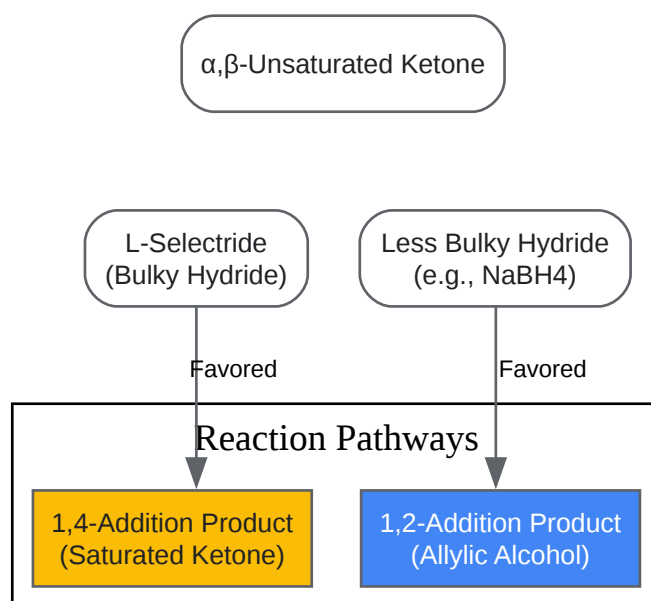 α,β-Unsaturated Ketone
L-Selectride
(Bulky Hydride)
Less Bulky Hydride
(e.g., NaBH4)
Favored
Favored
Reaction Pathways
1,4-Addition Product
(Saturated Ketone)
1,2-Addition Product
(Allylic Alcohol)